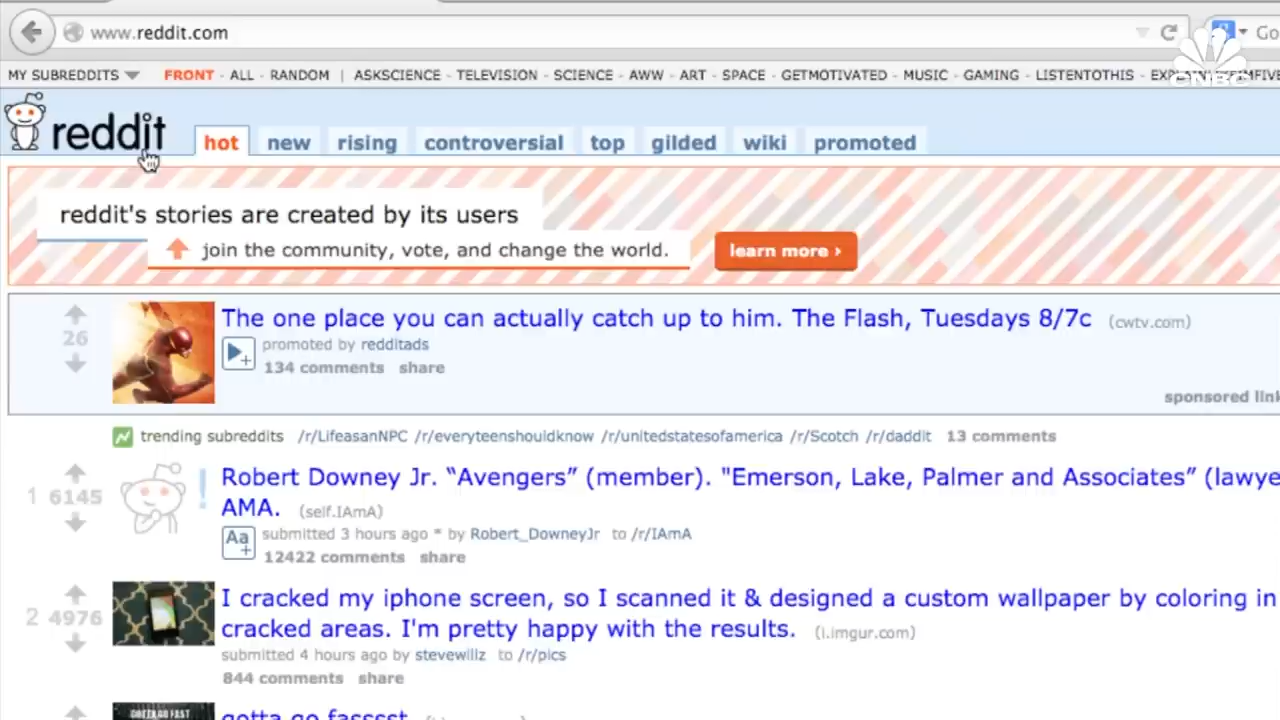 www.reddit.com
Go
CNBC
MY SUBREDDITS FRONT - ALL - RANDOM | ASKSCIENCE - TELEVISION - SCIENCE - AWW - ART - SPACE - GETMOTIVATED - MUSIC - GAMING - LISTENTOTHIS -
reddit hot new rising controversial top gilded wiki promoted
reddit's stories are created by its users
join the community, vote, and change the world. learn more ›
The one place you can actually catch up to him. The Flash, Tuesdays 8/7c (cwtv.com)
26 promoted by redditads
134 comments share
sponsored link
trending subreddits /r/LifeasanNPC /r/everyteenshouldknow /r/unitedstatesofamerica /r/Scotch /r/daddit 13 comments
Robert Downey Jr. “Avengers” (member). "Emerson, Lake, Palmer and Associates” (lawye
1 6145 AMA. (self.IAmA)
Aa submitted 3 hours ago * by Robert_DowneyJr to /r/IAmA
12422 comments share
I cracked my iphone screen, so I scanned it & designed a custom wallpaper by coloring in
2 4976 cracked areas. I'm pretty happy with the results. (i.imgur.com)
submitted 4 hours ago by stevewillz to /r/pics
844 comments share
gotta go fasssst